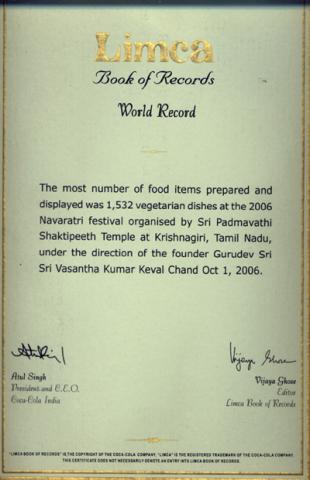 Limca
Book of Records
World Record
The most number of food items prepared and
displayed was 1,532 vegetarian dishes at the 2006
Navaratri festival organised by Sri Padmavathi
Shaktipeeth Temple at Krishnagiri, Tamil Nadu,
under the direction of the founder Gurudev Sri
Sri Vasantha Kumar Keval Chand Oct 1, 2006.
Vijaya Ghose
Atul Singh
President and C.E.O.
Coca-Cola India
Vijaya Ghose
Editor
Limca Book of Records
"LIMCA BOOK OF RECORDS" IS THE COPYRIGHT OF THE COCA-COLA COMPANY, "LIMCA" IS THE REGISTERED TRADEMARK OF THE COCA-COLA COMPANY.
THIS CERTIFICATE DOES NOT NECESSARILY DENOTE AN ENTRY INTO LIMCA BOOK OF RECORDS.